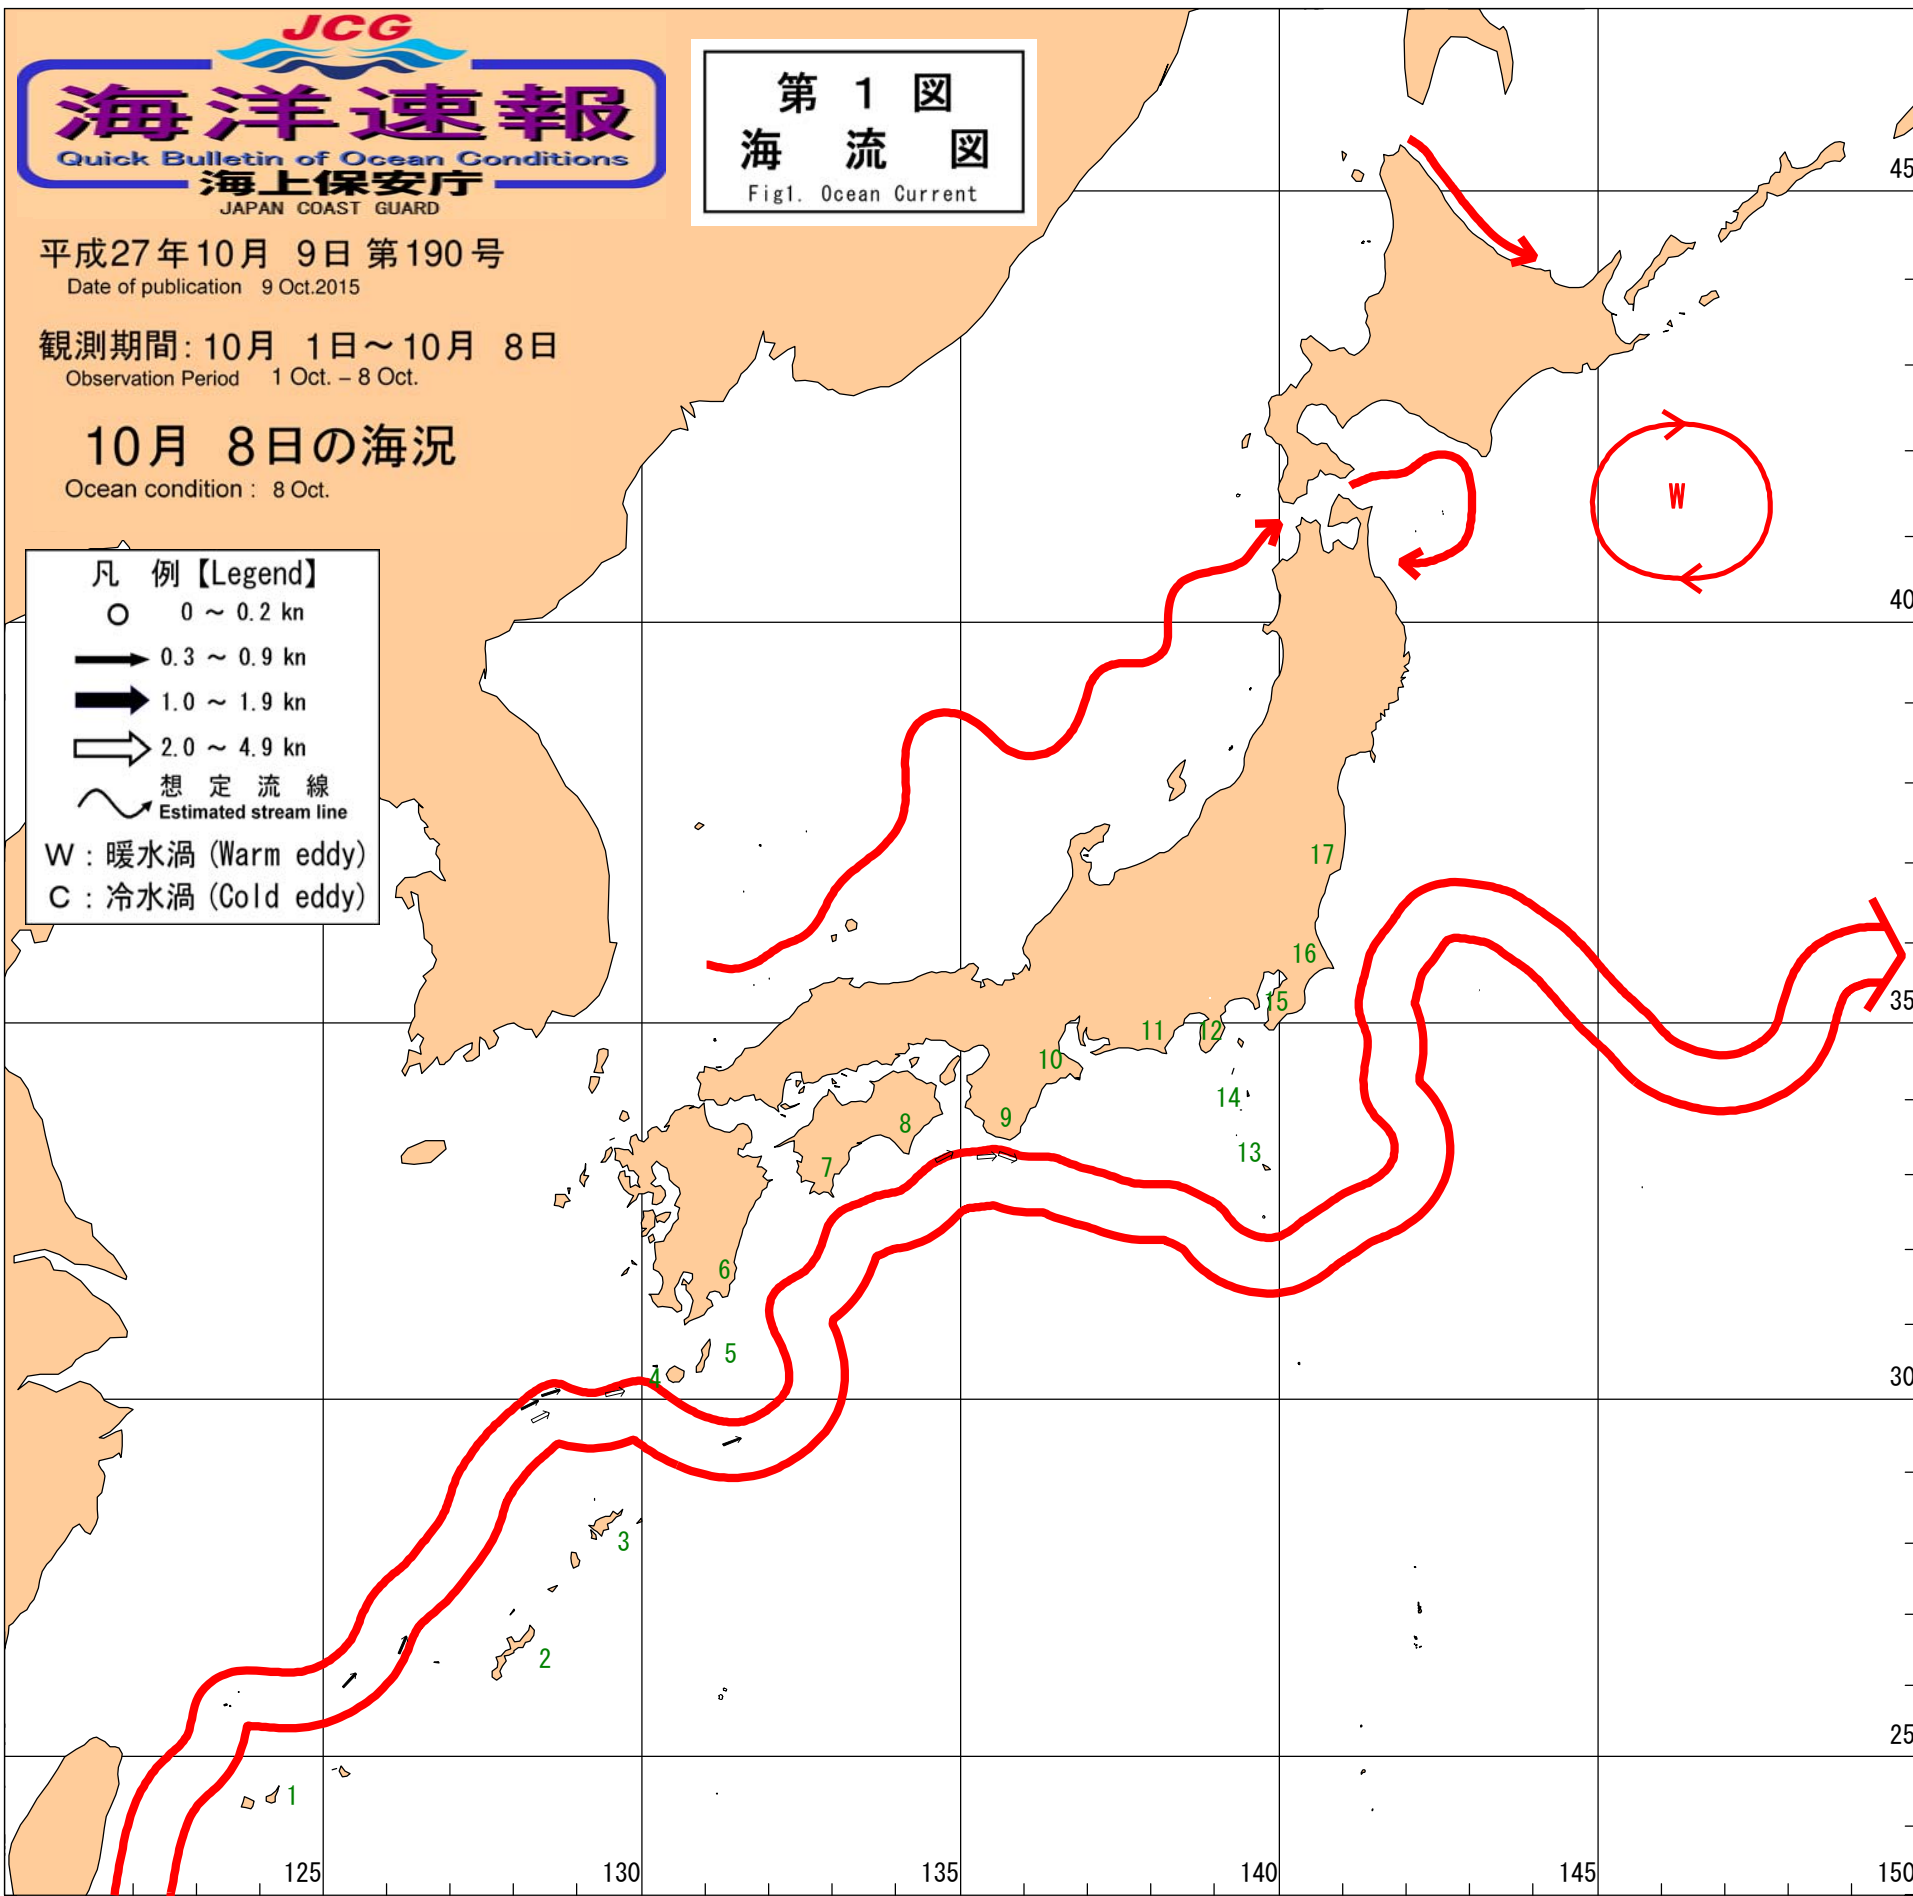 JCG
海洋速報
Quick Bulletin of Ocean Conditions
海上保安庁
JAPAN COAST GUARD
平成27年10月 9日 第190号
Date of publication 9 Oct.2015
観測期間: 10月 1日～10月 8日
Observation Period 1 Oct. – 8 Oct.
10月 8日の海況
Ocean condition : 8 Oct.
第 1 図
海 流 図
Fig1. Ocean Current
凡 例【Legend】
0 ～ 0.2 kn
0.3 ～ 0.9 kn
1.0 ～ 1.9 kn
2.0 ～ 4.9 kn
想 定 流 線
Estimated stream line
W : 暖水渦 (Warm eddy)
C : 冷水渦 (Cold eddy)
45
W
40
17
16
35
15
12
11
10
14
9
8
13
7
6
5
4
30
3
2
25
1
125
130
135
140
145
150